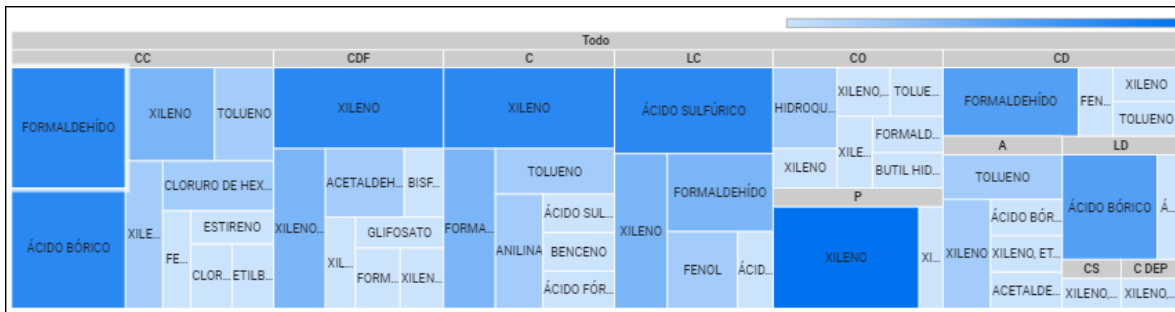 Todo
CC
FORMALDEHÍDO
ÁCIDO BÓRICO
XILENO
TOLUENO
XILE...
CLORURO DE HEX...
FE...
ESTIRENO
CLOR...
ETILB...
CDF
XILENO
XILENO...
ACETALDEH...
BISF...
XIL...
GLIFOSATO
FORM...
XILEN...
C
XILENO
FORMA...
TOLUENO
ANILINA
ÁCIDO SUL...
BENCENO
ÁCIDO FÓR...
LC
ÁCIDO SULFÚRICO
XILENO
FORMALDEHÍDO
FENOL
ÁCID...
CO
HIDROQU...
XILENO
XILENO,...
TOLUE...
XILE...
FORMALD...
BUTIL HID...
P
XILENO
XI...
CD
FORMALDEHÍDO
FEN...
XILENO
TOLUENO
A
TOLUENO
XILENO
ÁCIDO BÓR...
XILENO, ET...
ACETALDE...
LD
ÁCIDO BÓRICO
Á...
CS
XILENO,...
C DEP
XILENO,...